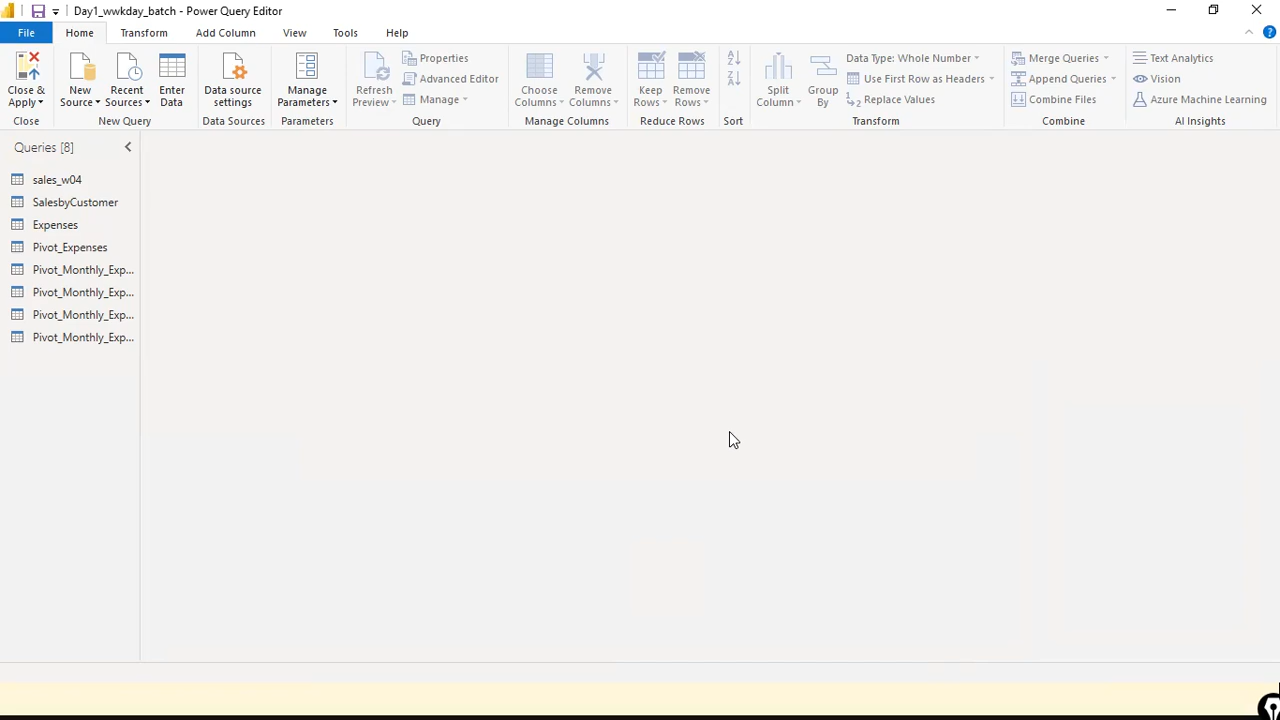 Day1_wwkday_batch - Power Query Editor
File Home Transform Add Column View Tools Help
Close & Apply
New Source
Recent Sources
Enter Data
Data source settings
Manage Parameters
Refresh Preview
Properties
Advanced Editor
Manage
Choose Columns
Remove Columns
Keep Rows
Remove Rows
Split Column
Group By
Data Type: Whole Number
Use First Row as Headers
Replace Values
Merge Queries
Append Queries
Combine Files
Text Analytics
Vision
Azure Machine Learning
Close New Query Data Sources Parameters Query Manage Columns Reduce Rows Sort Transform Combine AI Insights
Queries [8]
sales_w04
SalesbyCustomer
Expenses
Pivot_Expenses
Pivot_Monthly_Exp...
Pivot_Monthly_Exp...
Pivot_Monthly_Exp...
Pivot_Monthly_Exp...